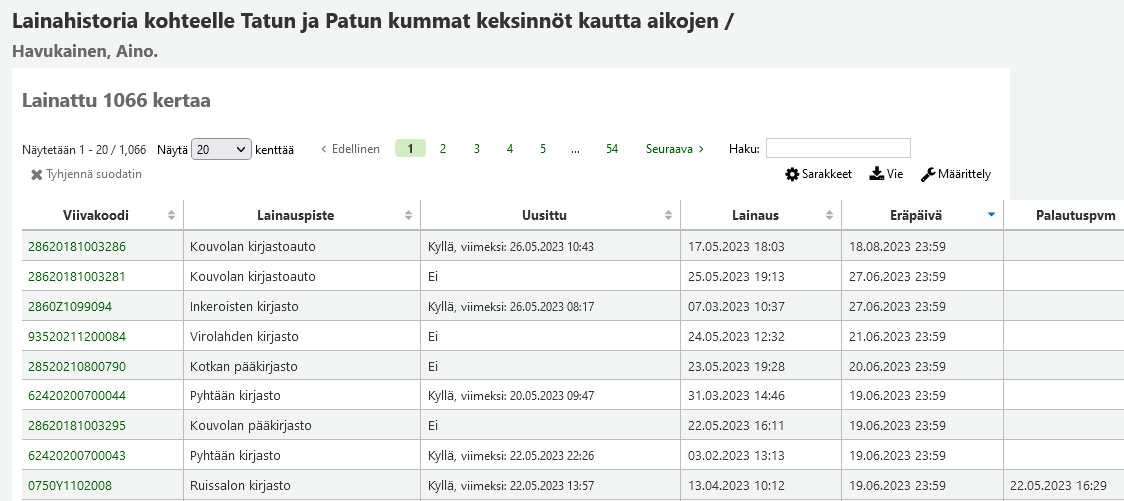 Lainahistoria kohteelle Tatun ja Patun kummat keksinnöt kautta aikojen /
Havukainen, Aino.
Lainattu 1066 kertaa
Näytetään 1 - 20 / 1,066 Näytä 20 kenttää Edellinen 1 2 3 4 5 ... 54 Seuraava Haku:
Tyhjennä suodatin Sarakkeet Vie Määrittely
Viivakoodi Lainauspiste Uusittu Lainaus Eräpäivä Palautuspvm
28620181003286 Kouvolan kirjastoauto Kyllä, viimeksi: 26.05.2023 10:43 17.05.2023 18:03 18.08.2023 23:59
28620181003281 Kouvolan kirjastoauto Ei 25.05.2023 19:13 27.06.2023 23:59
2860Z1099094 Inkeroisten kirjasto Kyllä, viimeksi: 26.05.2023 08:17 07.03.2023 10:37 27.06.2023 23:59
93520211200084 Virolahden kirjasto Ei 24.05.2023 12:32 21.06.2023 23:59
28520210800790 Kotkan pääkirjasto Ei 23.05.2023 19:28 20.06.2023 23:59
62420200700044 Pyhtään kirjasto Kyllä, viimeksi: 20.05.2023 09:47 31.03.2023 14:46 19.06.2023 23:59
28620181003295 Kouvolan pääkirjasto Ei 22.05.2023 16:11 19.06.2023 23:59
62420200700043 Pyhtään kirjasto Kyllä, viimeksi: 22.05.2023 22:26 03.02.2023 13:13 19.06.2023 23:59
0750Y1102008 Ruissalon kirjasto Kyllä, viimeksi: 22.05.2023 13:57 13.04.2023 10:12 19.06.2023 23:59 22.05.2023 16:29